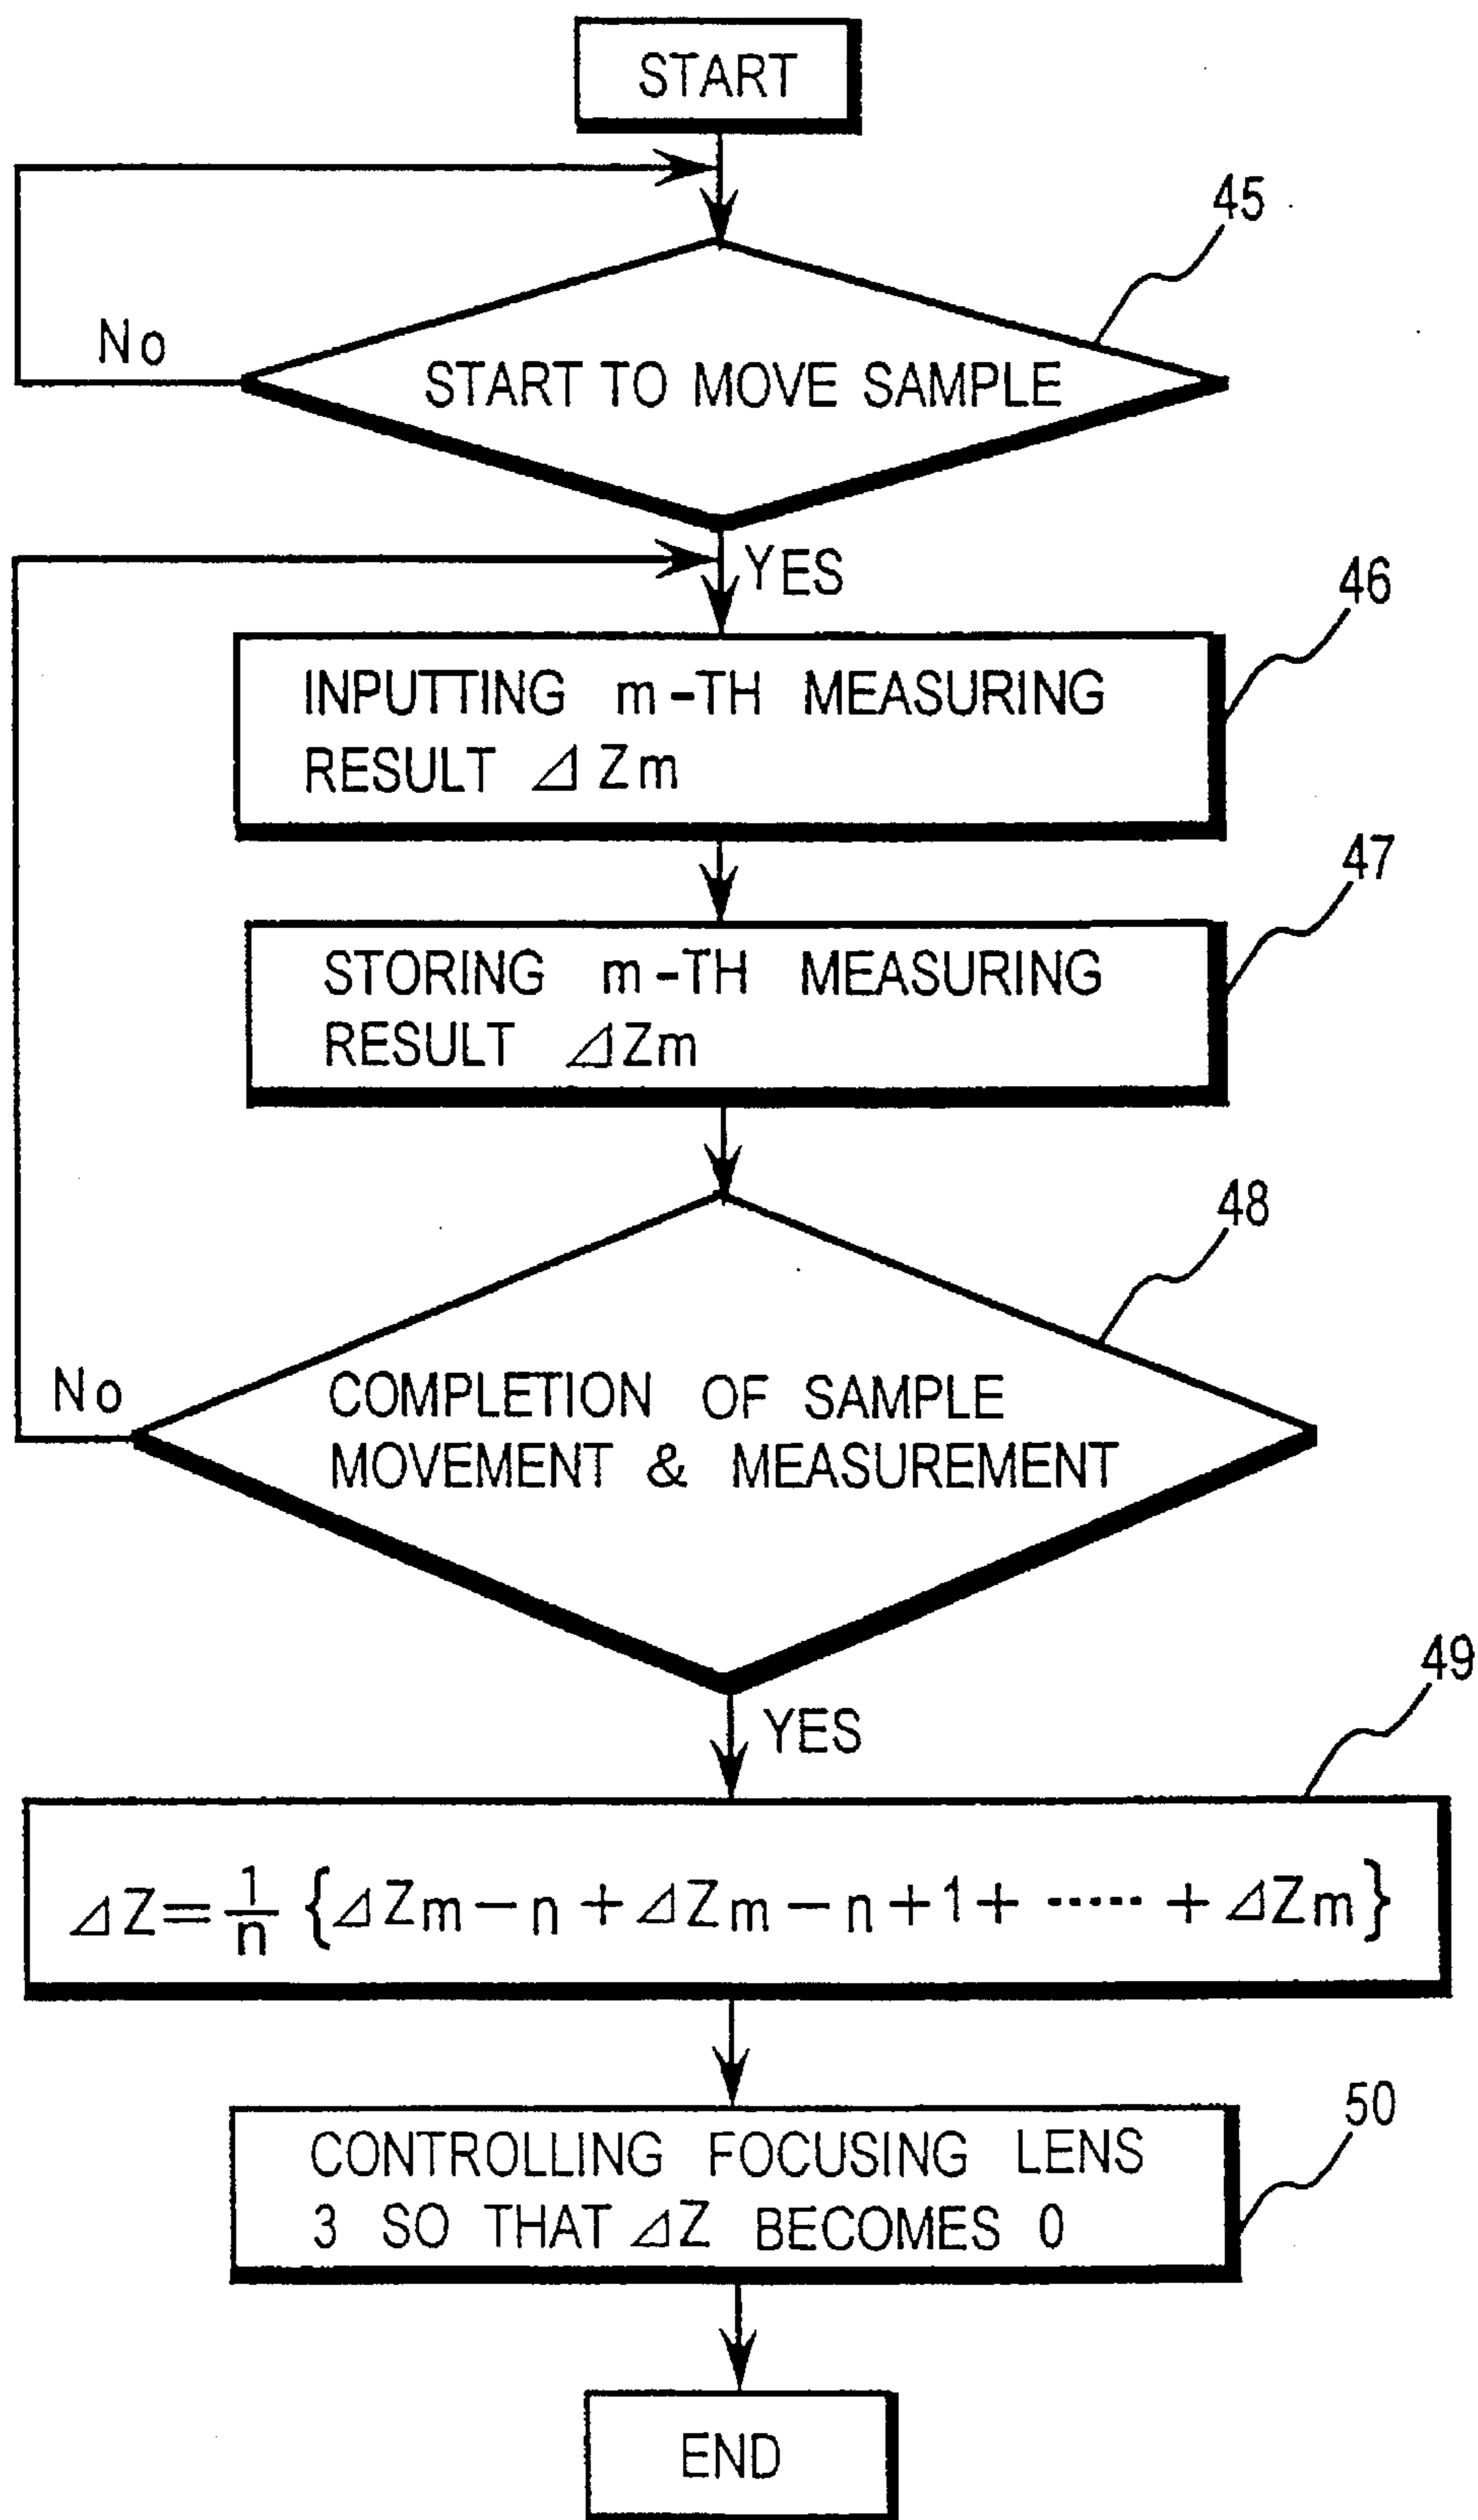 START
45
No
START TO MOVE SAMPLE
YES
46
INPUTTING m-TH MEASURING
RESULT ⊿Zm
47
STORING m-TH MEASURING
RESULT ⊿Zm
48
No
COMPLETION OF SAMPLE
MOVEMENT & MEASUREMENT
YES
49
⊿Z=1/n {⊿Zm-n+⊿Zm-n+1+ ····· +⊿Zm}
50
CONTROLLING FOCUSING LENS
3 SO THAT ⊿Z BECOMES 0
END